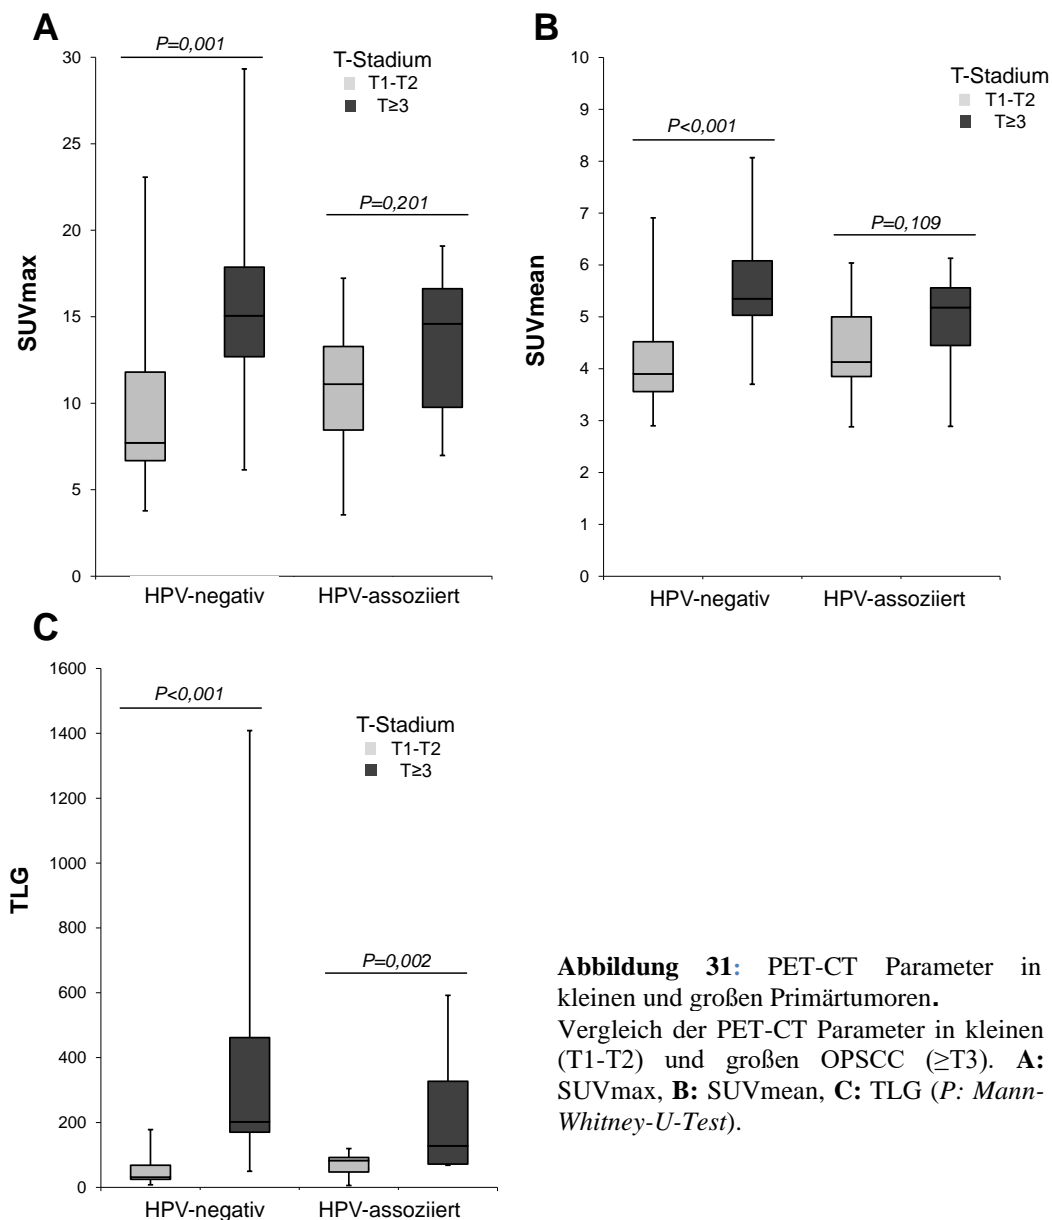 A
P=0,001
T-Stadium
T1-T2
T≥3
P=0,201
SUVmax
30
25
20
15
10
5
0
HPV-negativ HPV-assoziiert
B
T-Stadium
T1-T2
T≥3
P<0,001
P=0,109
SUVmean
10
9
8
7
6
5
4
3
2
1
0
HPV-negativ HPV-assoziiert
C
P<0,001
T-Stadium
T1-T2
T≥3
P=0,002
TLG
1600
1400
1200
1000
800
600
400
200
0
HPV-negativ HPV-assoziiert
Abbildung 31: PET-CT Parameter in
kleinen und großen Primärtumoren.
Vergleich der PET-CT Parameter in kleinen
(T1-T2) und großen OPSCC (≥T3). A:
SUVmax, B: SUVmean, C: TLG (P: Mann-
Whitney-U-Test).